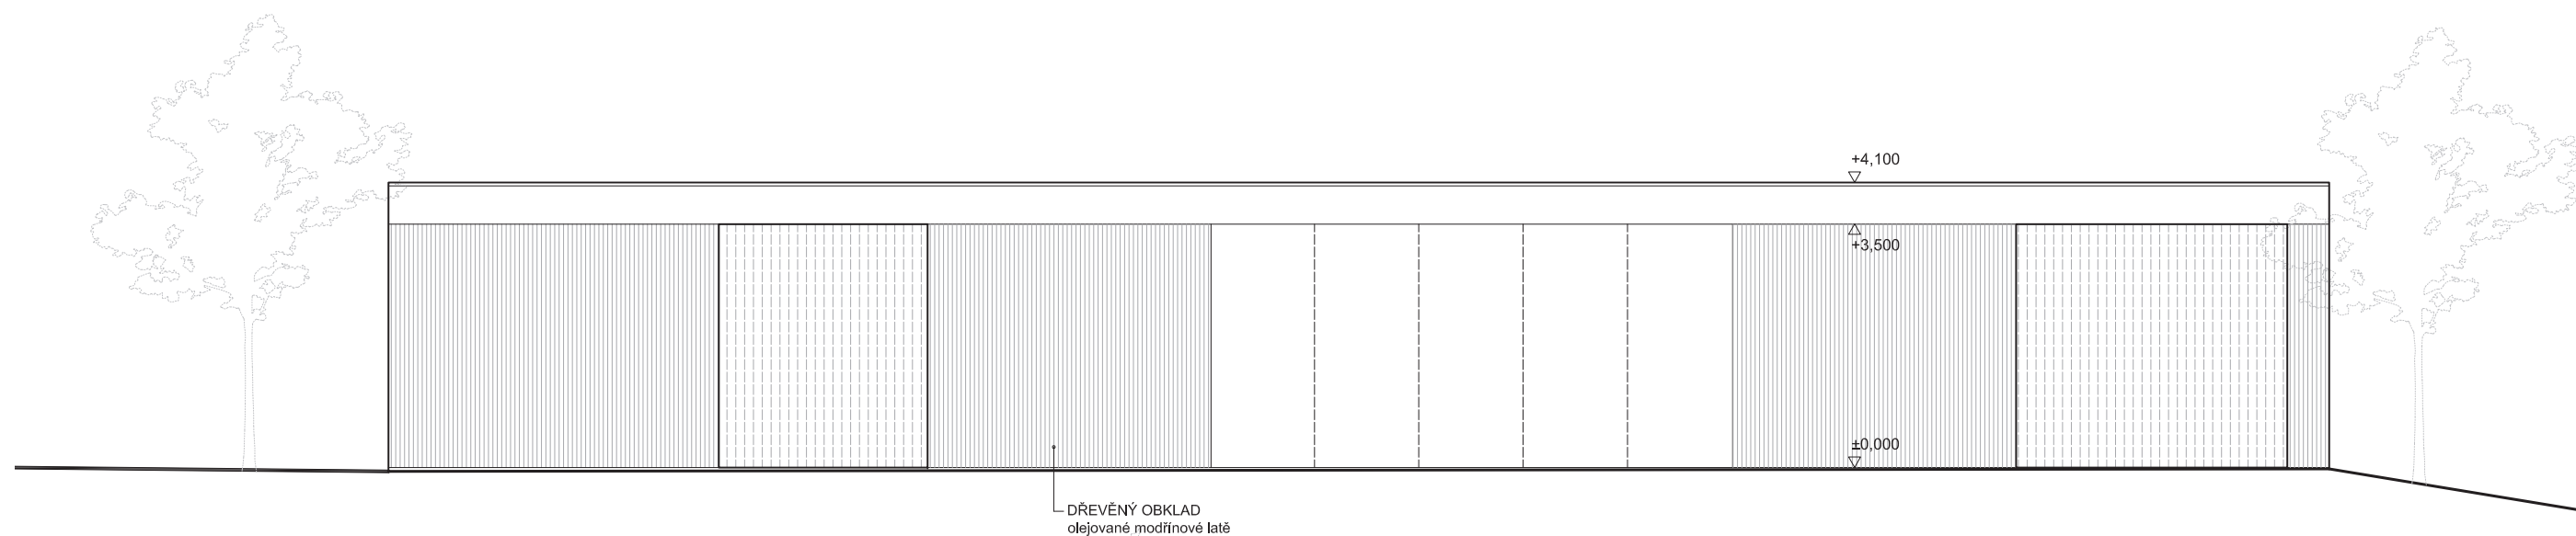 +4,100
+3,500
±0,000
DŘEVĚNÝ OBKLAD
olejované modřínové latě